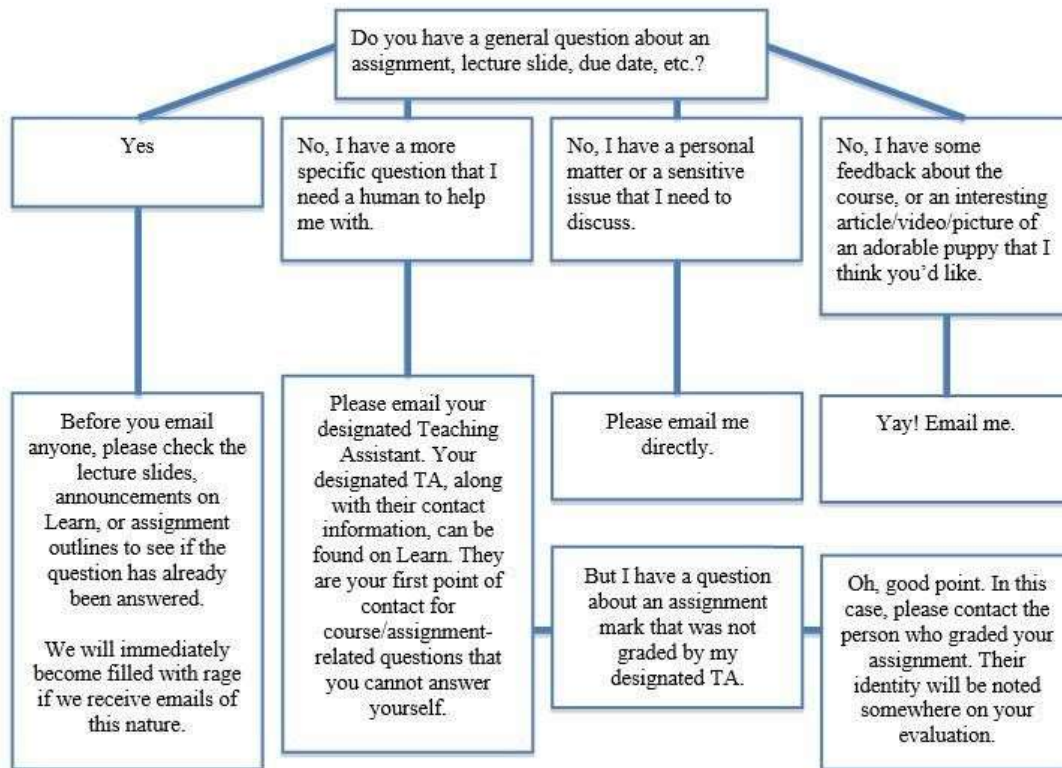 Do you have a general question about an
assignment, lecture slide, due date, etc.?
Yes
No, I have a more
specific question that I
need a human to help
me with.
No, I have a personal
matter or a sensitive
issue that I need to
discuss.
No, I have some
feedback about the
course, or an interesting
article/video/picture of
an adorable puppy that I
think you’d like.
Before you email
anyone, please check the
lecture slides,
announcements on
Learn, or assignment
outlines to see if the
question has already
been answered.
We will immediately
become filled with rage
if we receive emails of
this nature.
Please email your
designated Teaching
Assistant. Your
designated TA, along
with their contact
information, can be
found on Learn. They
are your first point of
contact for
course/assignment-
related questions that
you cannot answer
yourself.
Please email me
directly.
Yay! Email me.
But I have a question
about an assignment
mark that was not
graded by my
designated TA.
Oh, good point. In this
case, please contact the
person who graded your
assignment. Their
identity will be noted
somewhere on your
evaluation.